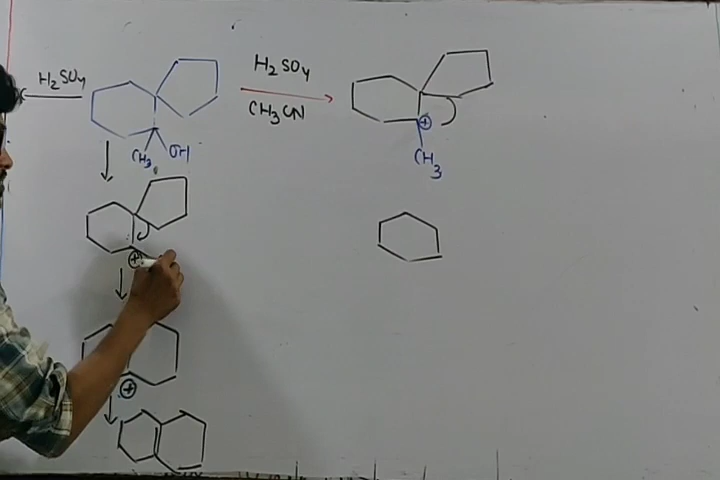 H₂SO₄
H₂SO₄
CH₃CN
CH₃ OH
⊕
CH₃
⊕
⊕